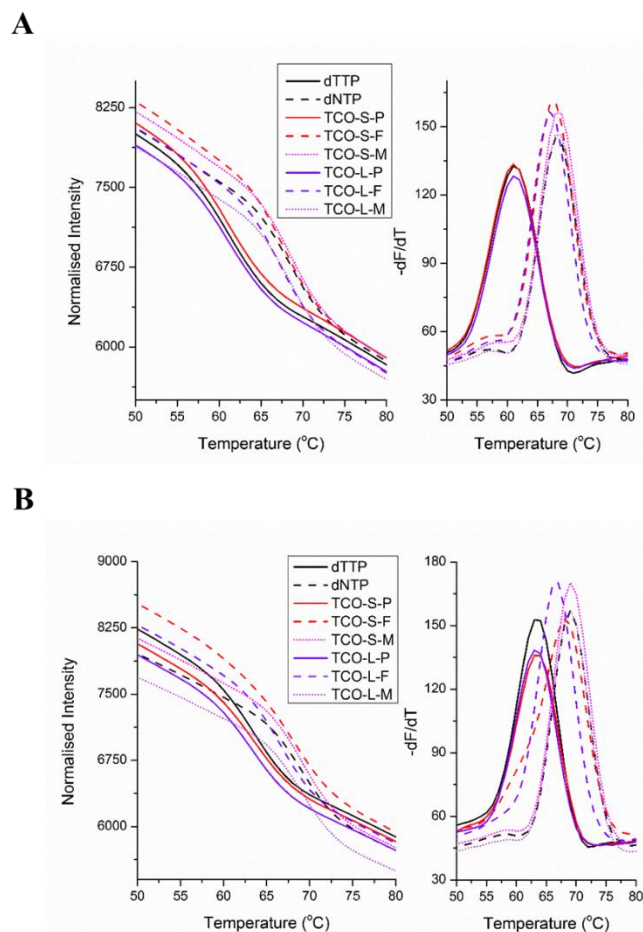 A
Normalised Intensity
8250
7500
6750
6000
50 55 60 65 70 75 80
Temperature (°C)
dTTP
dNTP
TCO-S-P
TCO-S-F
TCO-S-M
TCO-L-P
TCO-L-F
TCO-L-M
-dF/dT
150
120
90
60
30
50 55 60 65 70 75 80
Temperature (°C)
B
Normalised Intensity
9000
8250
7500
6750
6000
50 55 60 65 70 75 80
Temperature (°C)
dTTP
dNTP
TCO-S-P
TCO-S-F
TCO-S-M
TCO-L-P
TCO-L-F
TCO-L-M
-dF/dT
180
150
120
90
60
30
50 55 60 65 70 75 80
Temperature (°C)